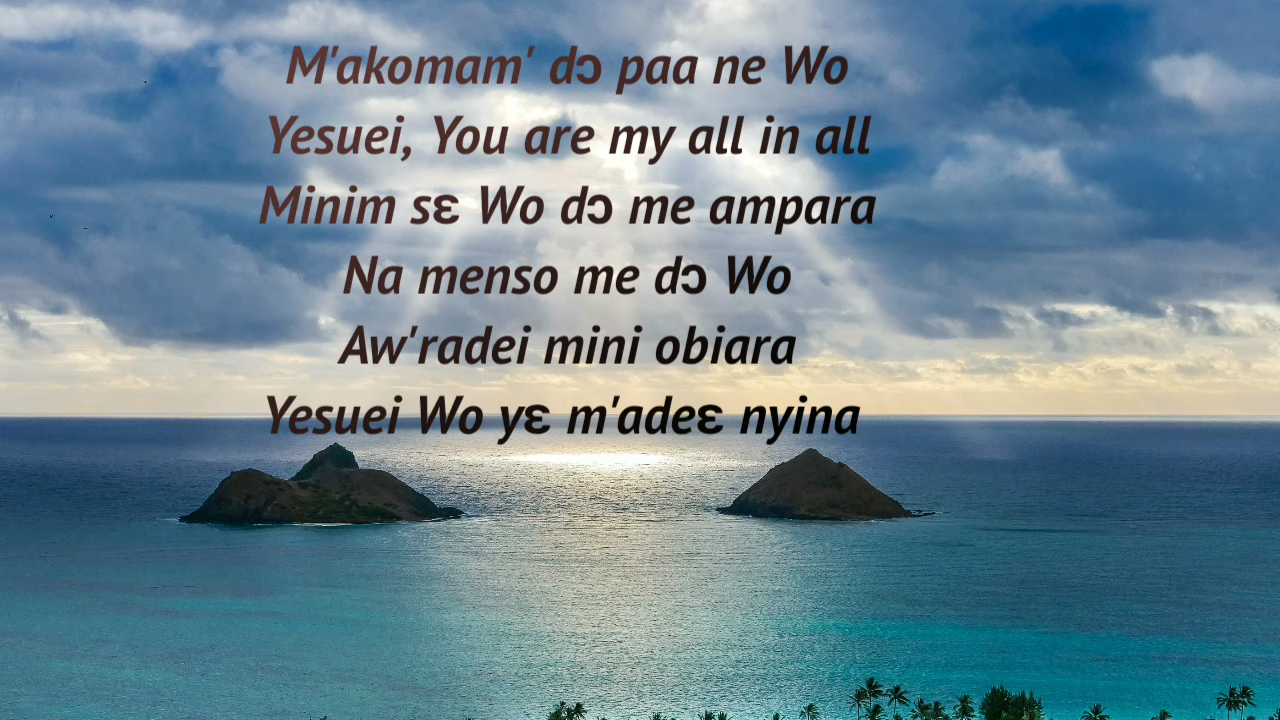 M'akomam' dɔ paa ne Wo
Yesuei, You are my all in all
Minim sɛ Wo dɔ me ampara
Na menso me dɔ Wo
Aw'radei mini obiara
Yesuei Wo yɛ m'adeɛ nyina